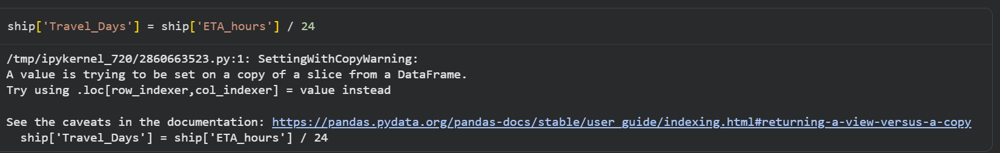 ship['Travel_Days'] = ship['ETA_hours'] / 24
/tmp/ipykernel_720/2860663523.py:1: SettingWithCopyWarning:
A value is trying to be set on a copy of a slice from a DataFrame.
Try using .loc[row_indexer,col_indexer] = value instead
See the caveats in the documentation: https://pandas.pydata.org/pandas-docs/stable/user_guide/indexing.html#returning-a-view-versus-a-copy
ship['Travel_Days'] = ship['ETA_hours'] / 24